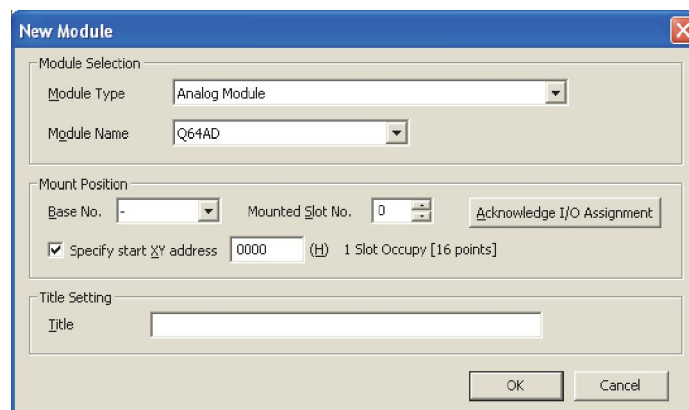 New Module
Module Selection
Module Type Analog Module
Module Name Q64AD
Mount Position
Base No. - Mounted Slot No. 0 Acknowledge I/O Assignment
Specify start XY address 0000 (H) 1 Slot Occupy [16 points]
Title Setting
Title
OK Cancel